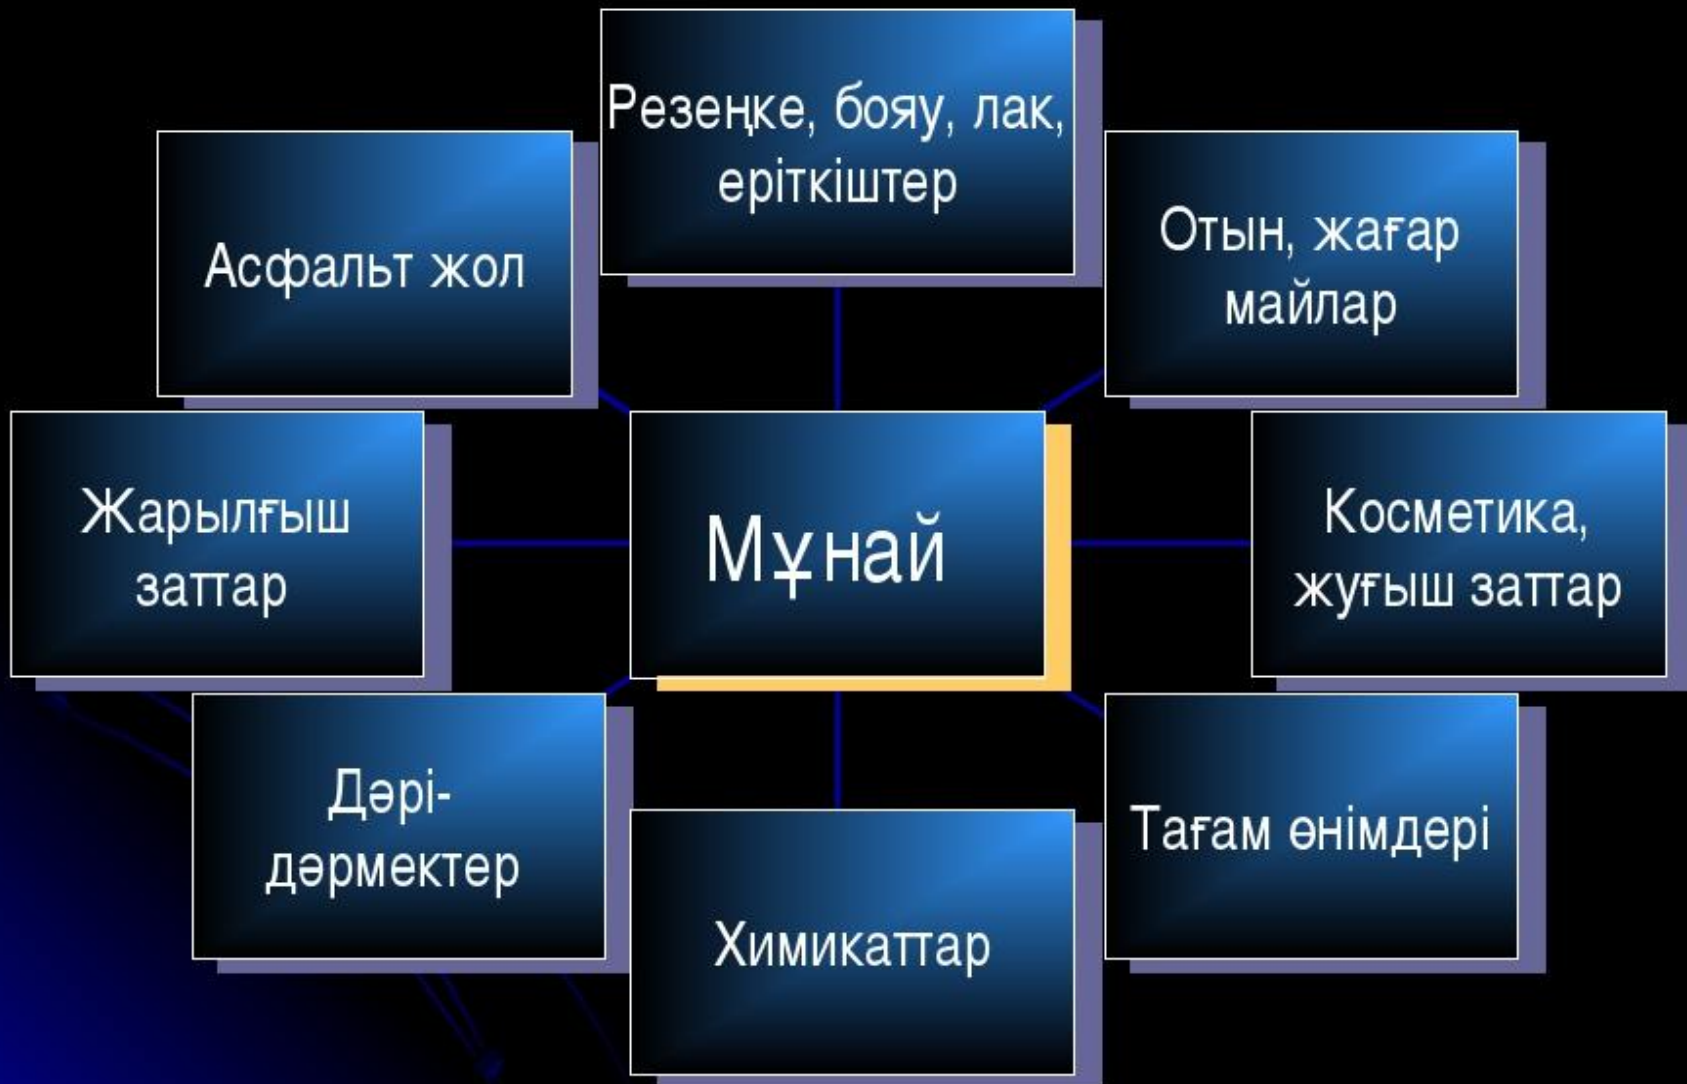 Резеңке, бояу, лак,
еріткіштер
Асфальт жол
Отын, жағар
майлар
Жарылғыш
заттар
Мұнай
Косметика,
жуғыш заттар
Дәрі-
дәрмектер
Тағам өнімдері
Химикаттар